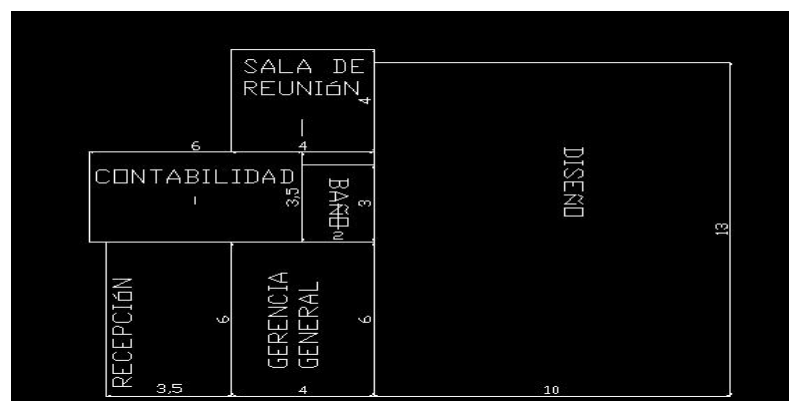 SALA DE
REUNIÓN
4
6
4
CONTABILIDAD
3,5
BAÑO
3
2
DISEÑO
13
RECEPCIÓN
6
GERENCIA
GENERAL
6
3,5
4
10